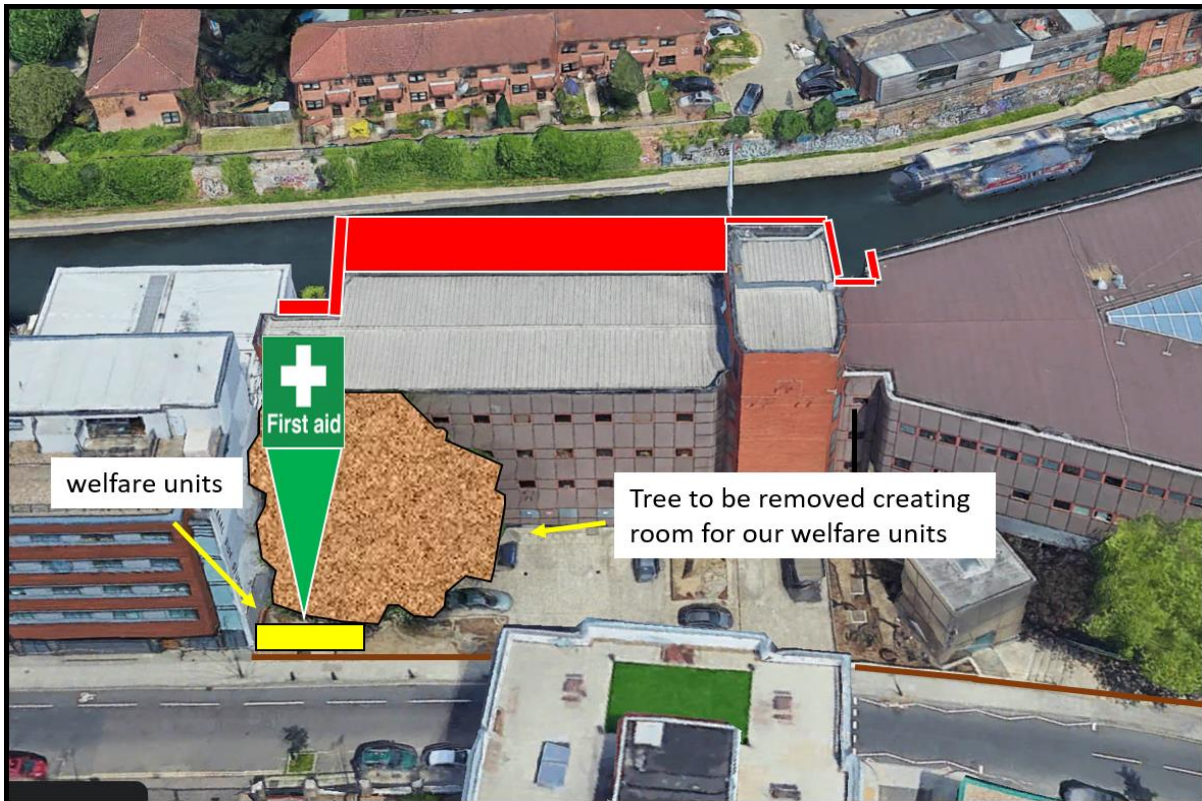 First aid
welfare units
Tree to be removed creating
room for our welfare units